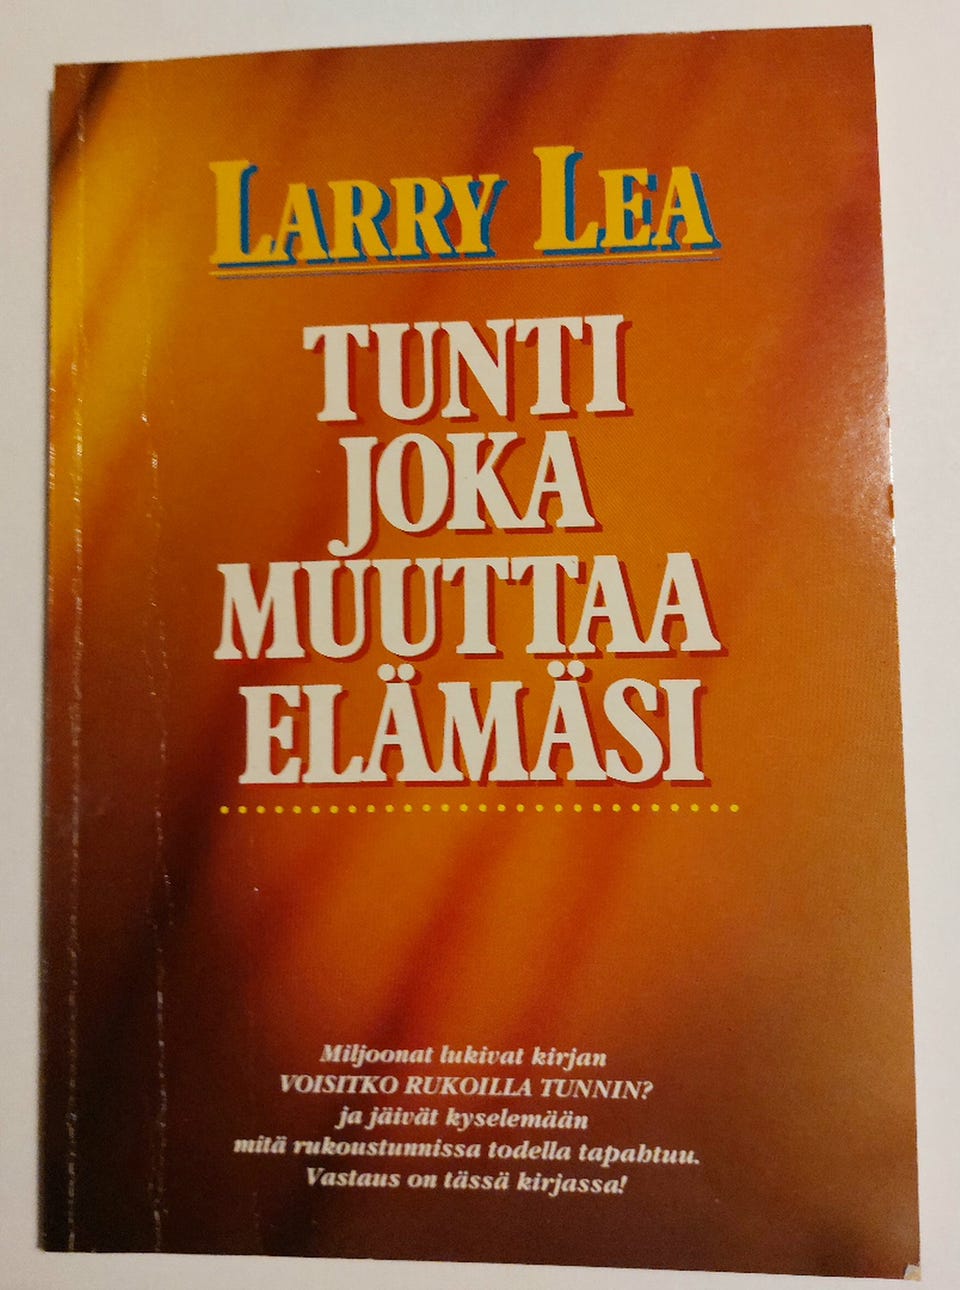 LARRY LEA
TUNTI
JOKA
MUUTTAA
ELÄMÄSI
Miljoonat lukivat kirjan
VOISITKO RUKOILLA TUNNIN?
ja jäivät kyselemään
mitä rukoustunnissa todella tapahtuu.
Vastaus on tässä kirjassa!